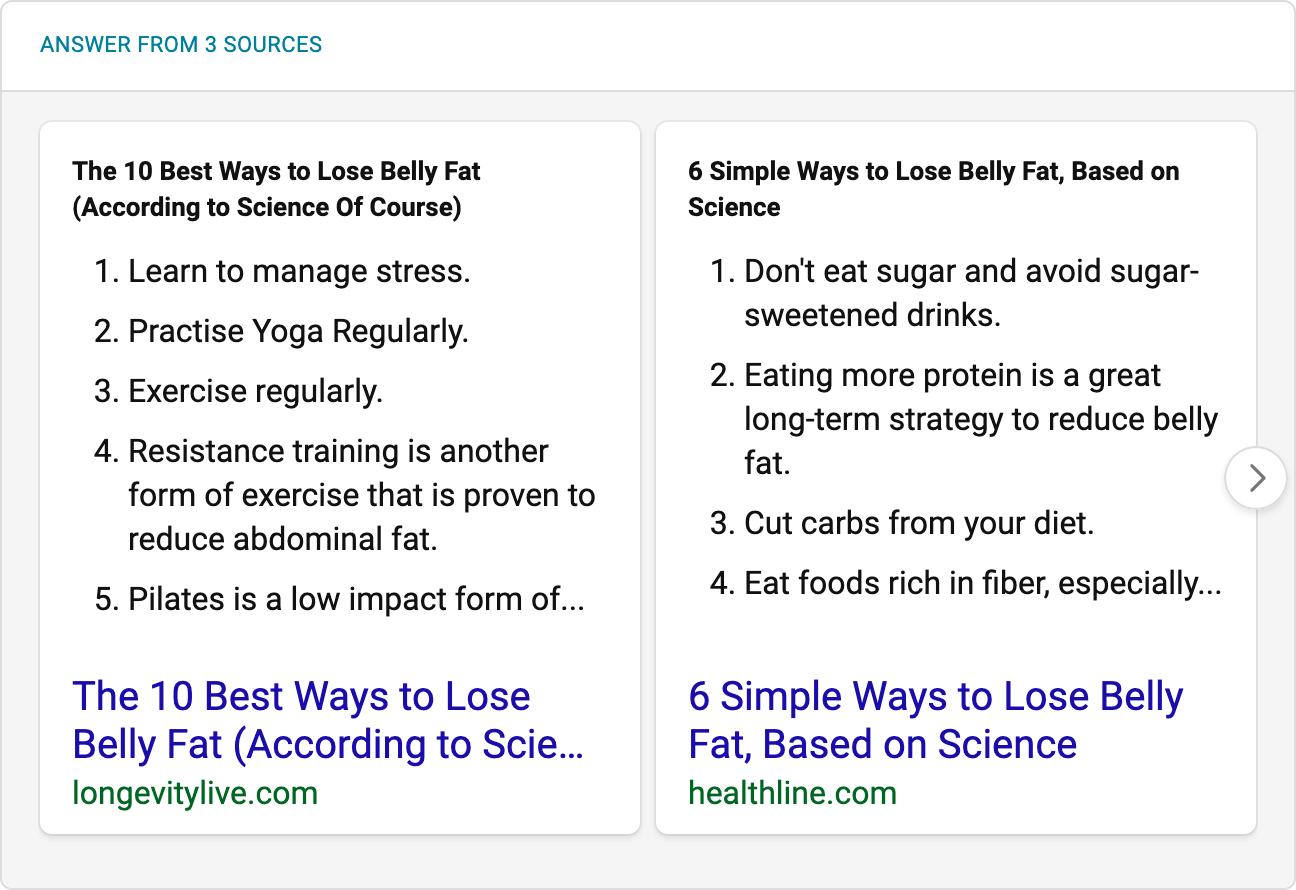 ANSWER FROM 3 SOURCES
The 10 Best Ways to Lose Belly Fat
(According to Science Of Course)
1. Learn to manage stress.
2. Practise Yoga Regularly.
3. Exercise regularly.
4. Resistance training is another
form of exercise that is proven to
reduce abdominal fat.
5. Pilates is a low impact form of...
The 10 Best Ways to Lose
Belly Fat (According to Scie...
longevitylive.com
6 Simple Ways to Lose Belly Fat, Based on
Science
1. Don't eat sugar and avoid sugar-
sweetened drinks.
2. Eating more protein is a great
long-term strategy to reduce belly
fat.
3. Cut carbs from your diet.
4. Eat foods rich in fiber, especially...
6 Simple Ways to Lose Belly
Fat, Based on Science
healthline.com